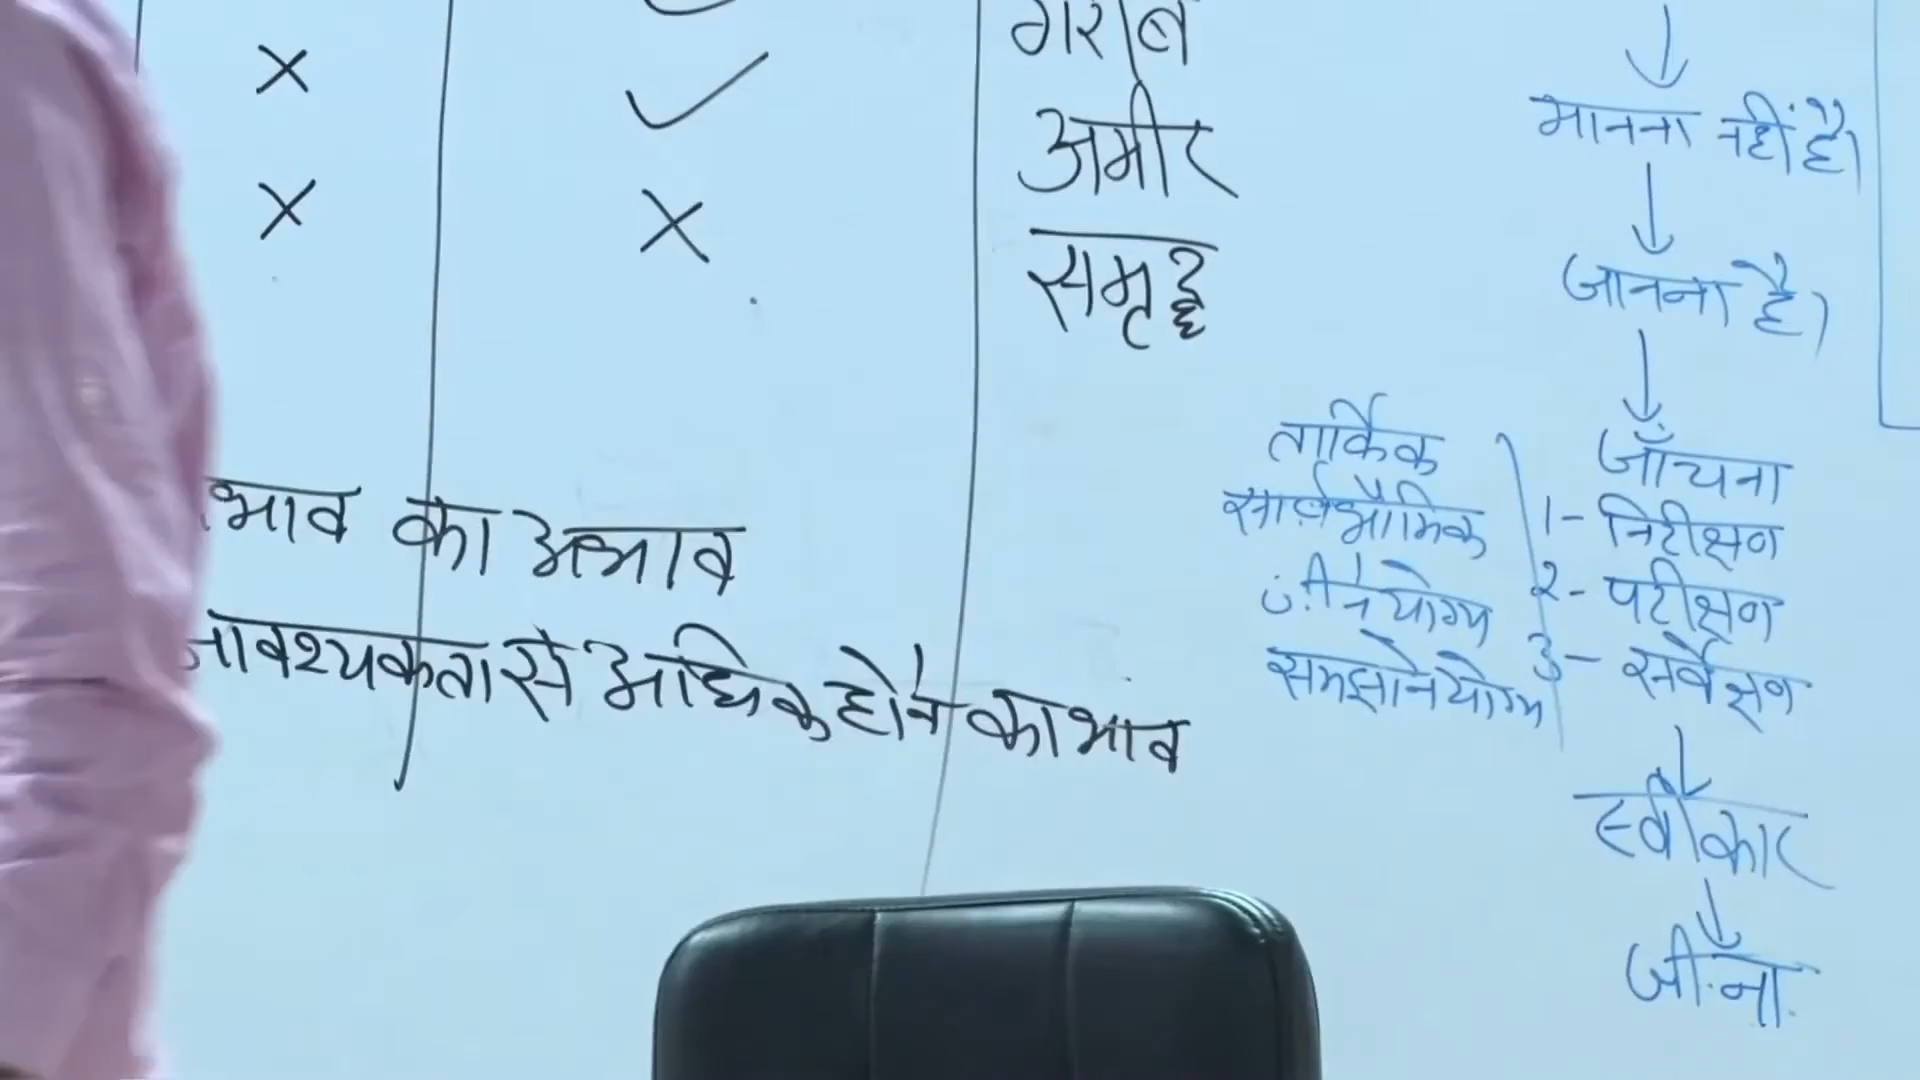 गरीब
अमीर
समृद्ध
भाव का अभाव
आवश्यकता से अधिक होने का भाव
मानना नहीं है।
जानना है।
जाँचना
1- निरीक्षण
2- परीक्षण
3- सर्वेक्षण
तार्किक
सार्वभौमिक
जीने योग्य
समझाने योग्य
स्वीकार
जीना